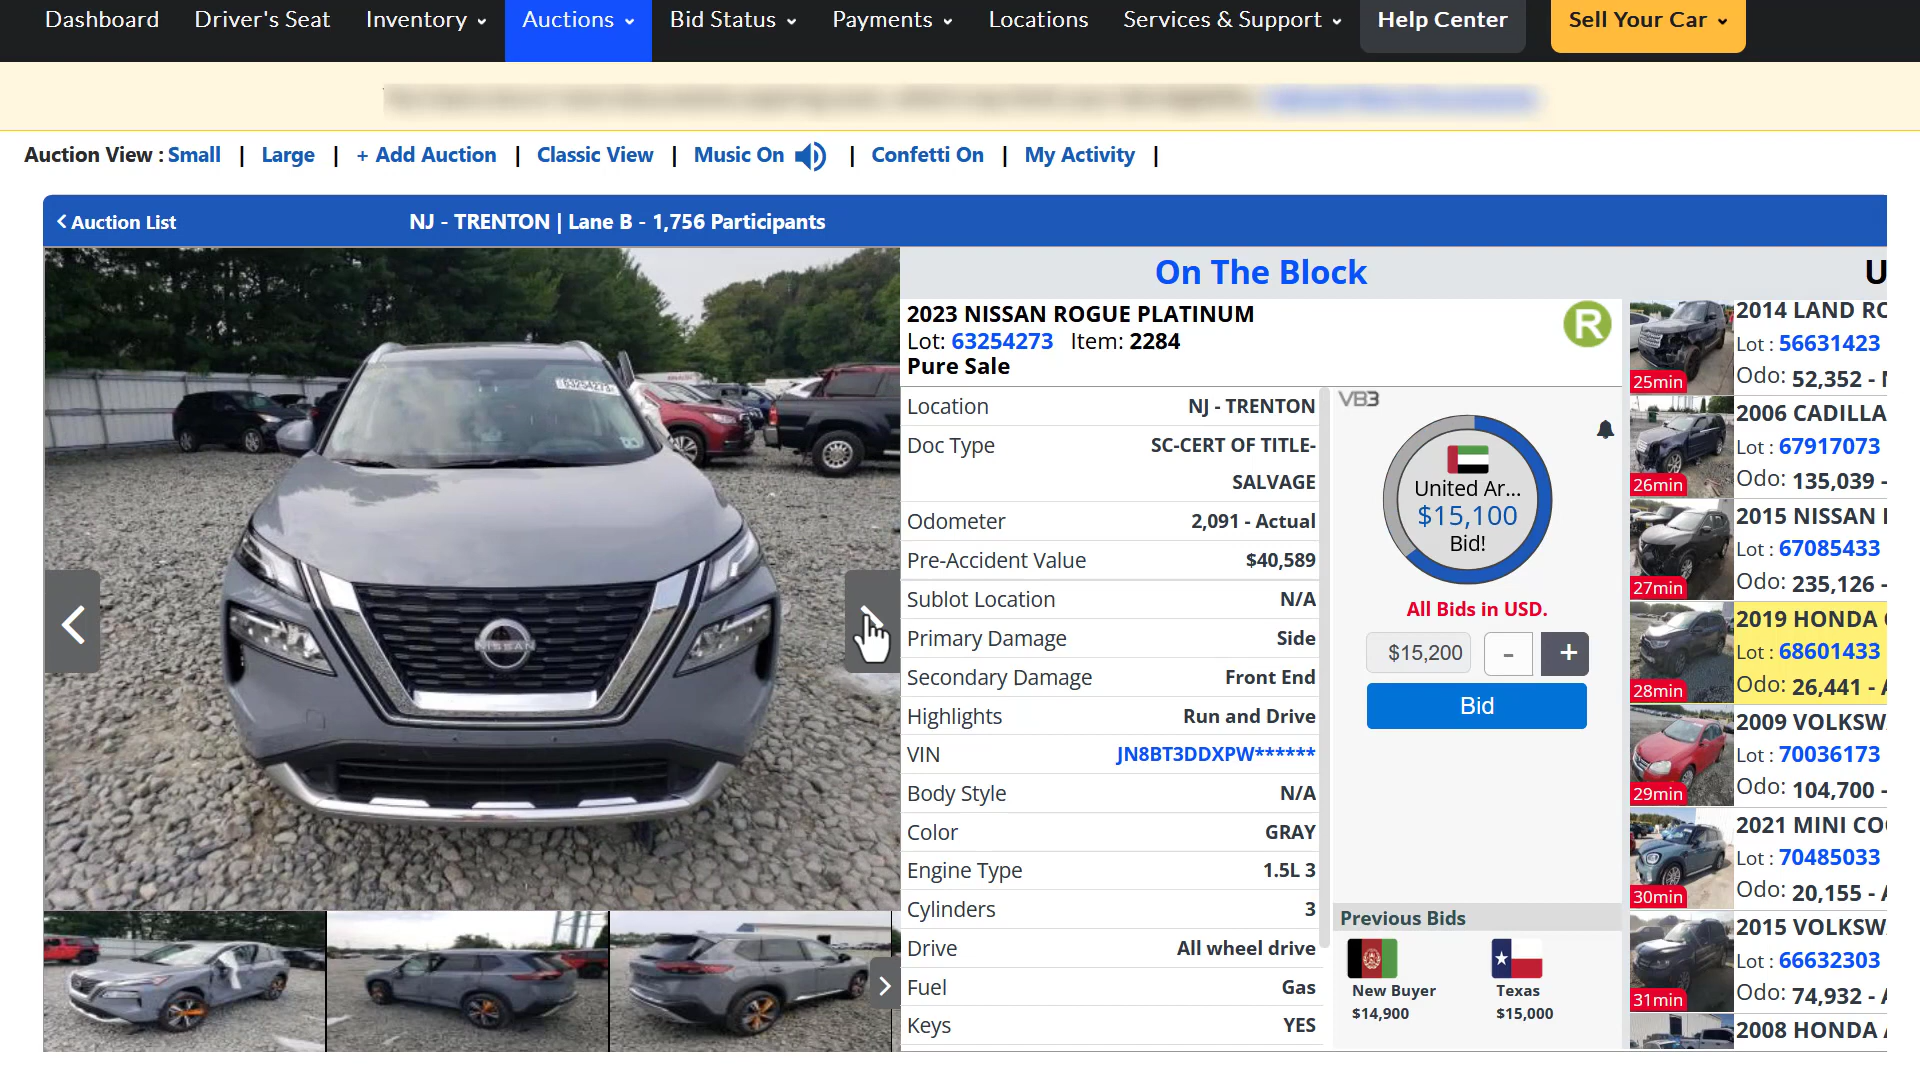 Dashboard Driver's Seat Inventory Auctions Bid Status Payments Locations Services & Support Help Center Sell Your Car
Auction View : Small | Large | + Add Auction | Classic View | Music On | Confetti On | My Activity |
Auction List
NJ - TRENTON | Lane B - 1,756 Participants
63254273
NISSAN
On The Block
2023 NISSAN ROGUE PLATINUM
Lot: 63254273 Item: 2284
Pure Sale
R
Location NJ - TRENTON
Doc Type SC-CERT OF TITLE-
SALVAGE
Odometer 2,091 - Actual
Pre-Accident Value $40,589
Sublot Location N/A
Primary Damage Side
Secondary Damage Front End
Highlights Run and Drive
VIN JN8BT3DDXPW******
Body Style N/A
Color GRAY
Engine Type 1.5L 3
Cylinders 3
Drive All wheel drive
Fuel Gas
Keys YES
VB3
United Ar...
$15,100
Bid!
All Bids in USD.
$15,200 - +
Bid
Previous Bids
New Buyer
$14,900
Texas
$15,000
U
2014 LAND RO
Lot : 56631423
Odo: 52,352 -
25min
2006 CADILLA
Lot : 67917073
Odo: 135,039 -
26min
2015 NISSAN
Lot : 67085433
Odo: 235,126 -
27min
2019 HONDA
Lot : 68601433
Odo: 26,441 - A
28min
2009 VOLKSW
Lot : 70036173
Odo: 104,700 -
29min
2021 MINI CO
Lot : 70485033
Odo: 20,155 - A
30min
2015 VOLKSW
Lot : 66632303
Odo: 74,932 - A
31min
2008 HONDA A